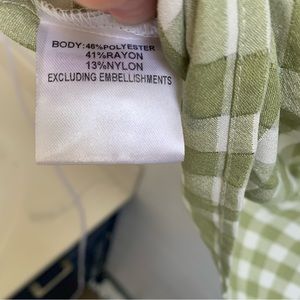 BODY:46%POLYESTER
41%RAYON
13%NYLON
EXCLUDING EMBELLISHMENTS